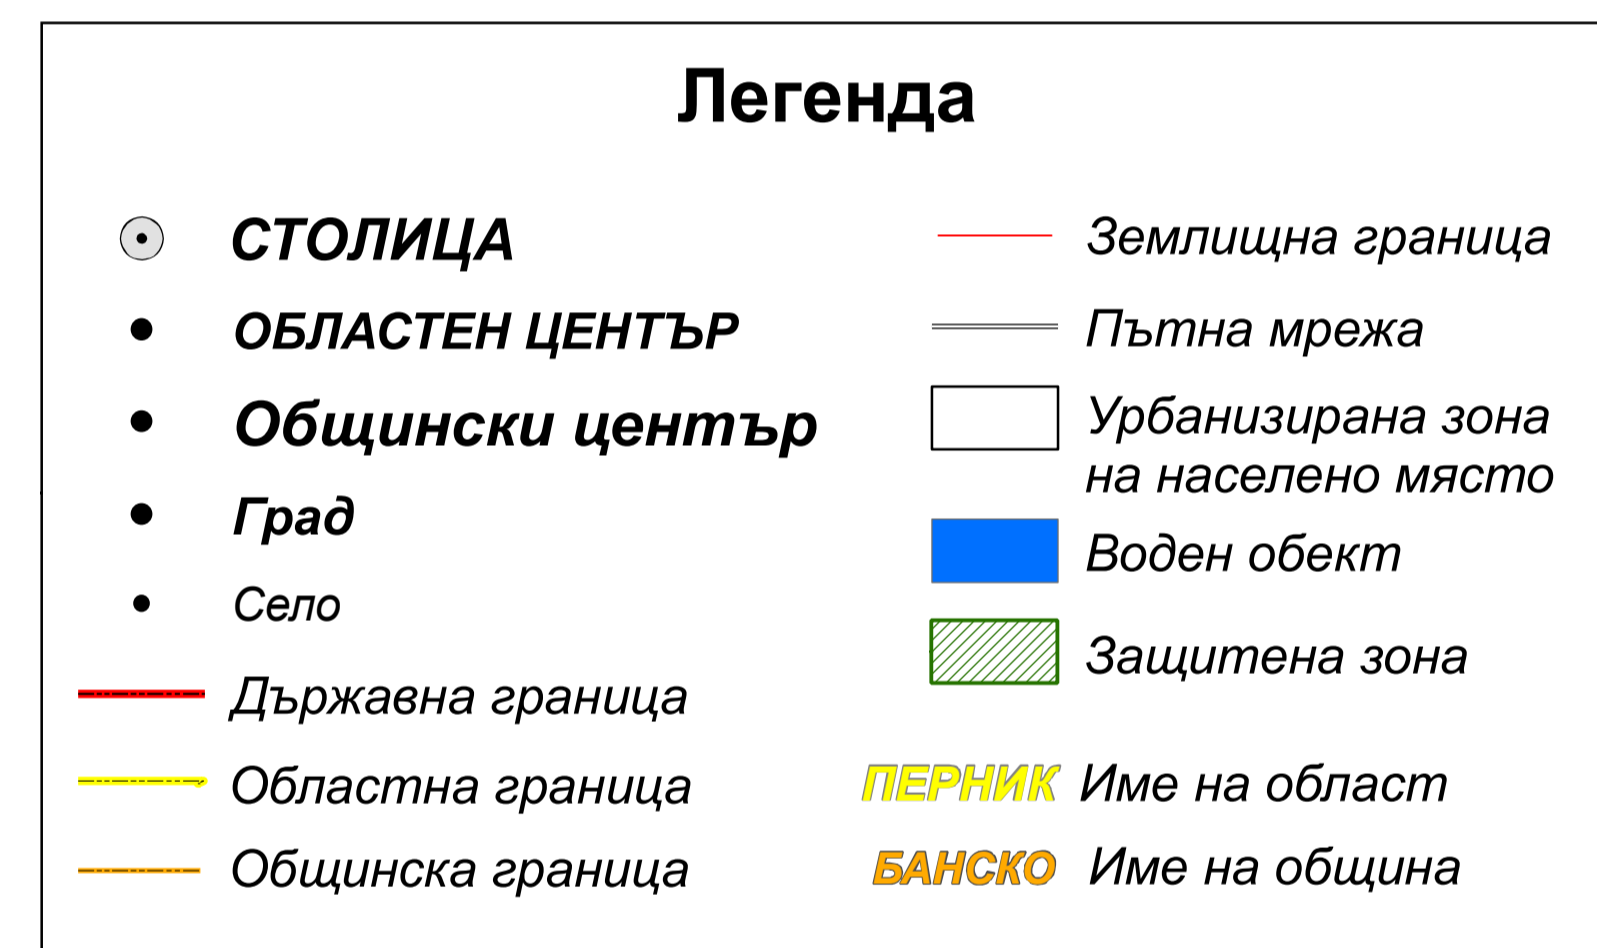 Легенда
СТОЛИЦА
ОБЛАСТЕН ЦЕНТЪР
Общински център
Град
Село
Държавна граница
Областна граница
Общинска граница
Землищна граница
Пътна мрежа
Урбанизирана зона
на населено място
Воден обект
Защитена зона
ПЕРНИК Име на област
БАНСКО Име на община